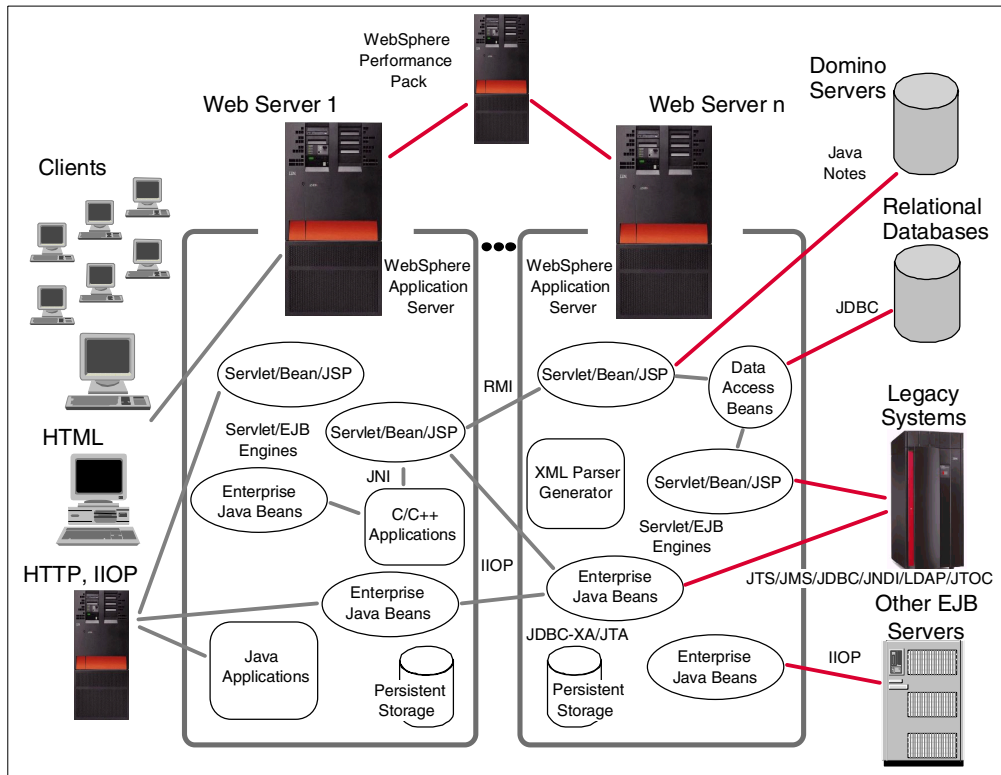 WebSphere
Performance
Pack
Domino
Servers
Web Server 1
Web Server n
Java
Notes
Clients
Relational
Databases
WebSphere
Application
Server
WebSphere
Application
Server
JDBC
Servlet/Bean/JSP
RMI
Servlet/Bean/JSP
Data
Access
Beans
Legacy
Systems
HTML
Servlet/EJB
Engines
Servlet/Bean/JSP
JNI
XML Parser
Generator
Servlet/Bean/JSP
Enterprise
Java Beans
C/C++
Applications
Servlet/EJB
Engines
HTTP, IIOP
IIOP
Enterprise
Java Beans
Enterprise
Java Beans
JTS/JMS/JDBC/JNDI/LDAP/JTOC
Other EJB
Servers
JDBC-XA/JTA
Java
Applications
Persistent
Storage
Persistent
Storage
Enterprise
Java Beans
IIOP